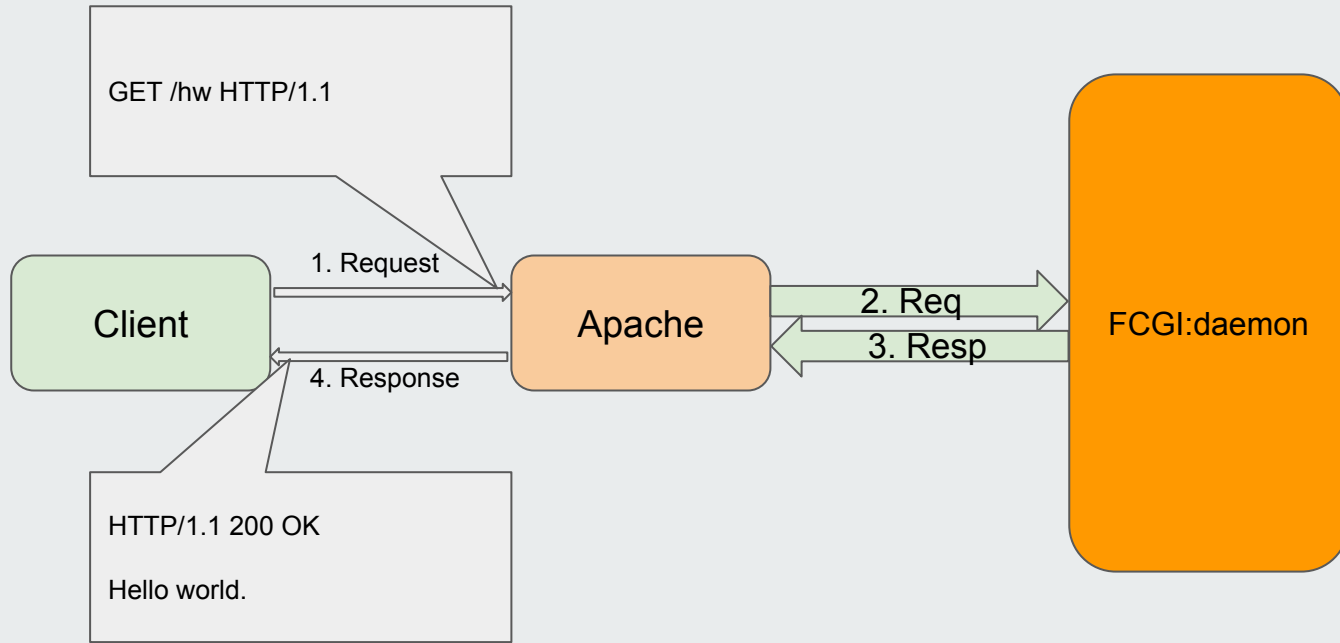 GET /hw HTTP/1.1
1. Request
Client
Apache
2. Req
3. Resp
FCGI:daemon
4. Response
HTTP/1.1 200 OK
Hello world.